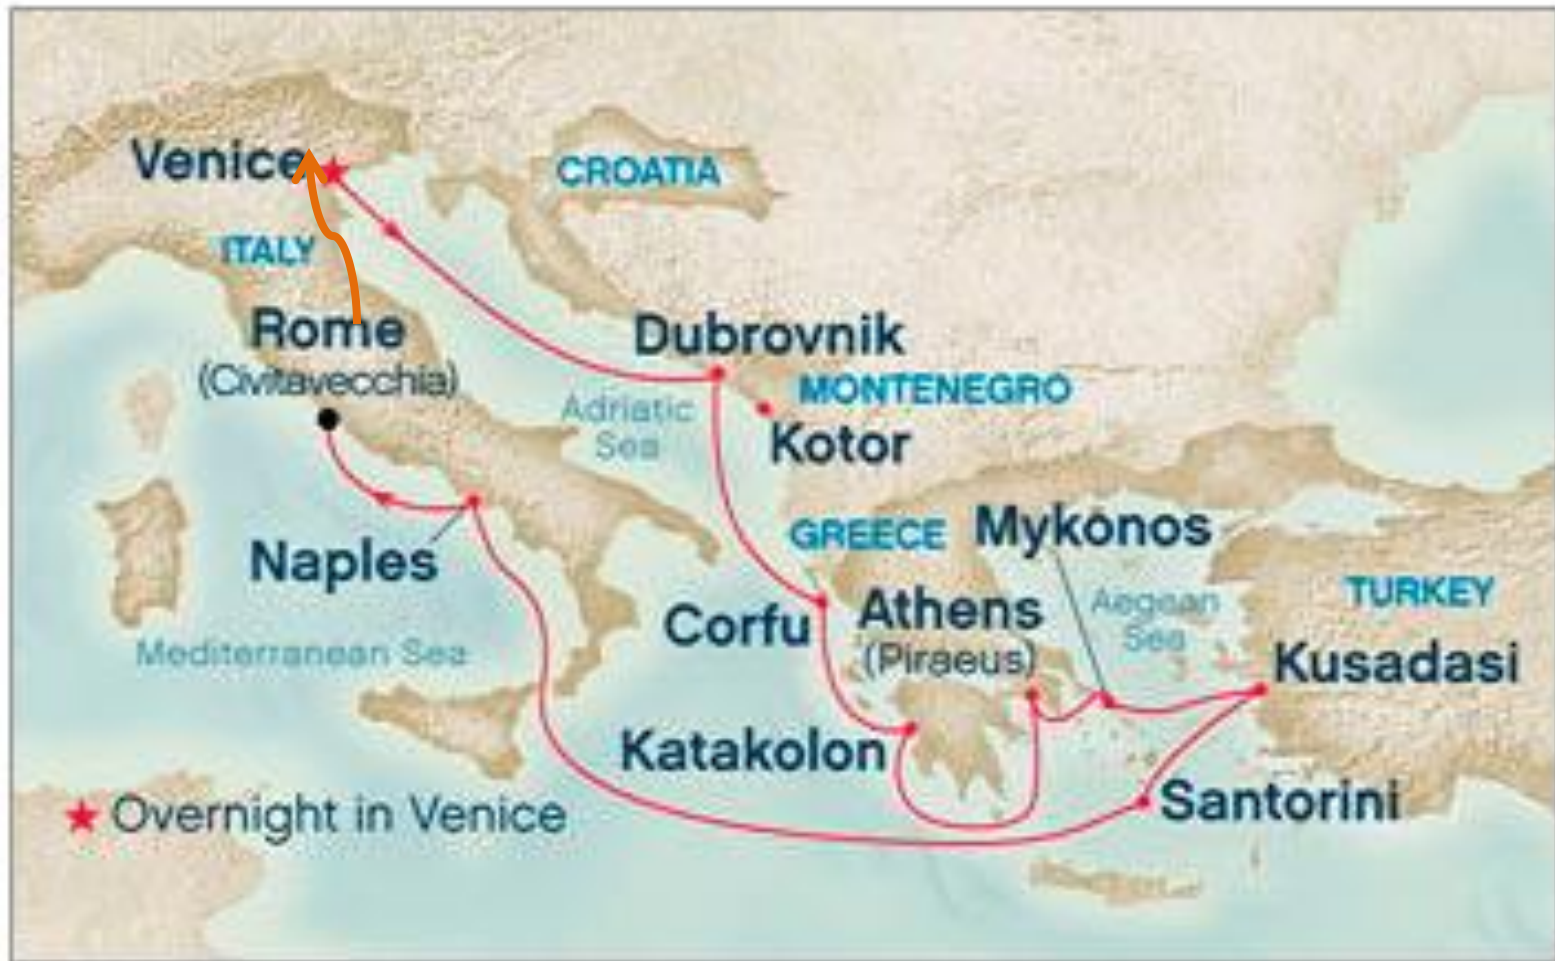 Venice
CROATIA
ITALY
Rome
(Civitavecchia)
Dubrovnik
MONTENEGRO
Adriatic
Sea
Kotor
GREECE
Mykonos
Naples
TURKEY
Aegean
Sea
Athens
(Piraeus)
Corfu
Mediterranean Sea
Kusadasi
Katakolon
Santorini
Overnight in Venice